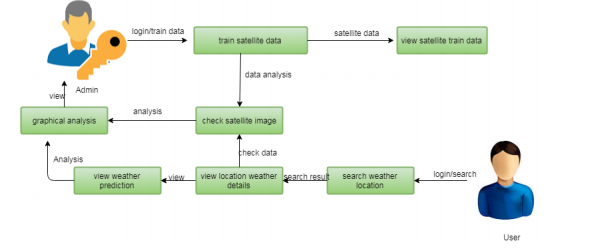 login/train data
train satellite data
satellite data
view satellite train data
Admin
data analysis
view
graphical analysis
analysis
check satellite image
check data
Analysis
view weather
prediction
view
view location weather
details
search result
search weather
location
login/search
User